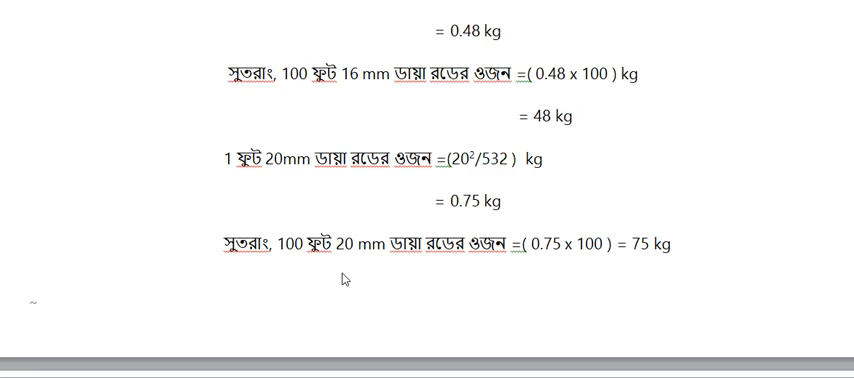 = 0.48 kg
সুতরাং, 100 ফুট 16 mm ডায়া রডের ওজন =( 0.48 x 100 ) kg
= 48 kg
1 ফুট 20mm ডায়া রডের ওজন =(20²/532 ) kg
= 0.75 kg
সুতরাং, 100 ফুট 20 mm ডায়া রডের ওজন =( 0.75 x 100 ) = 75 kg
~